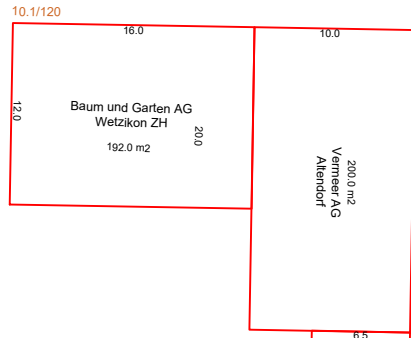 10.1/120
16.0
10.0
12.0
Baum und Garten AG
Wetzikon ZH
192.0 m2
20.0
200.0 m2
Vermeer AG
Altendorf
6.5